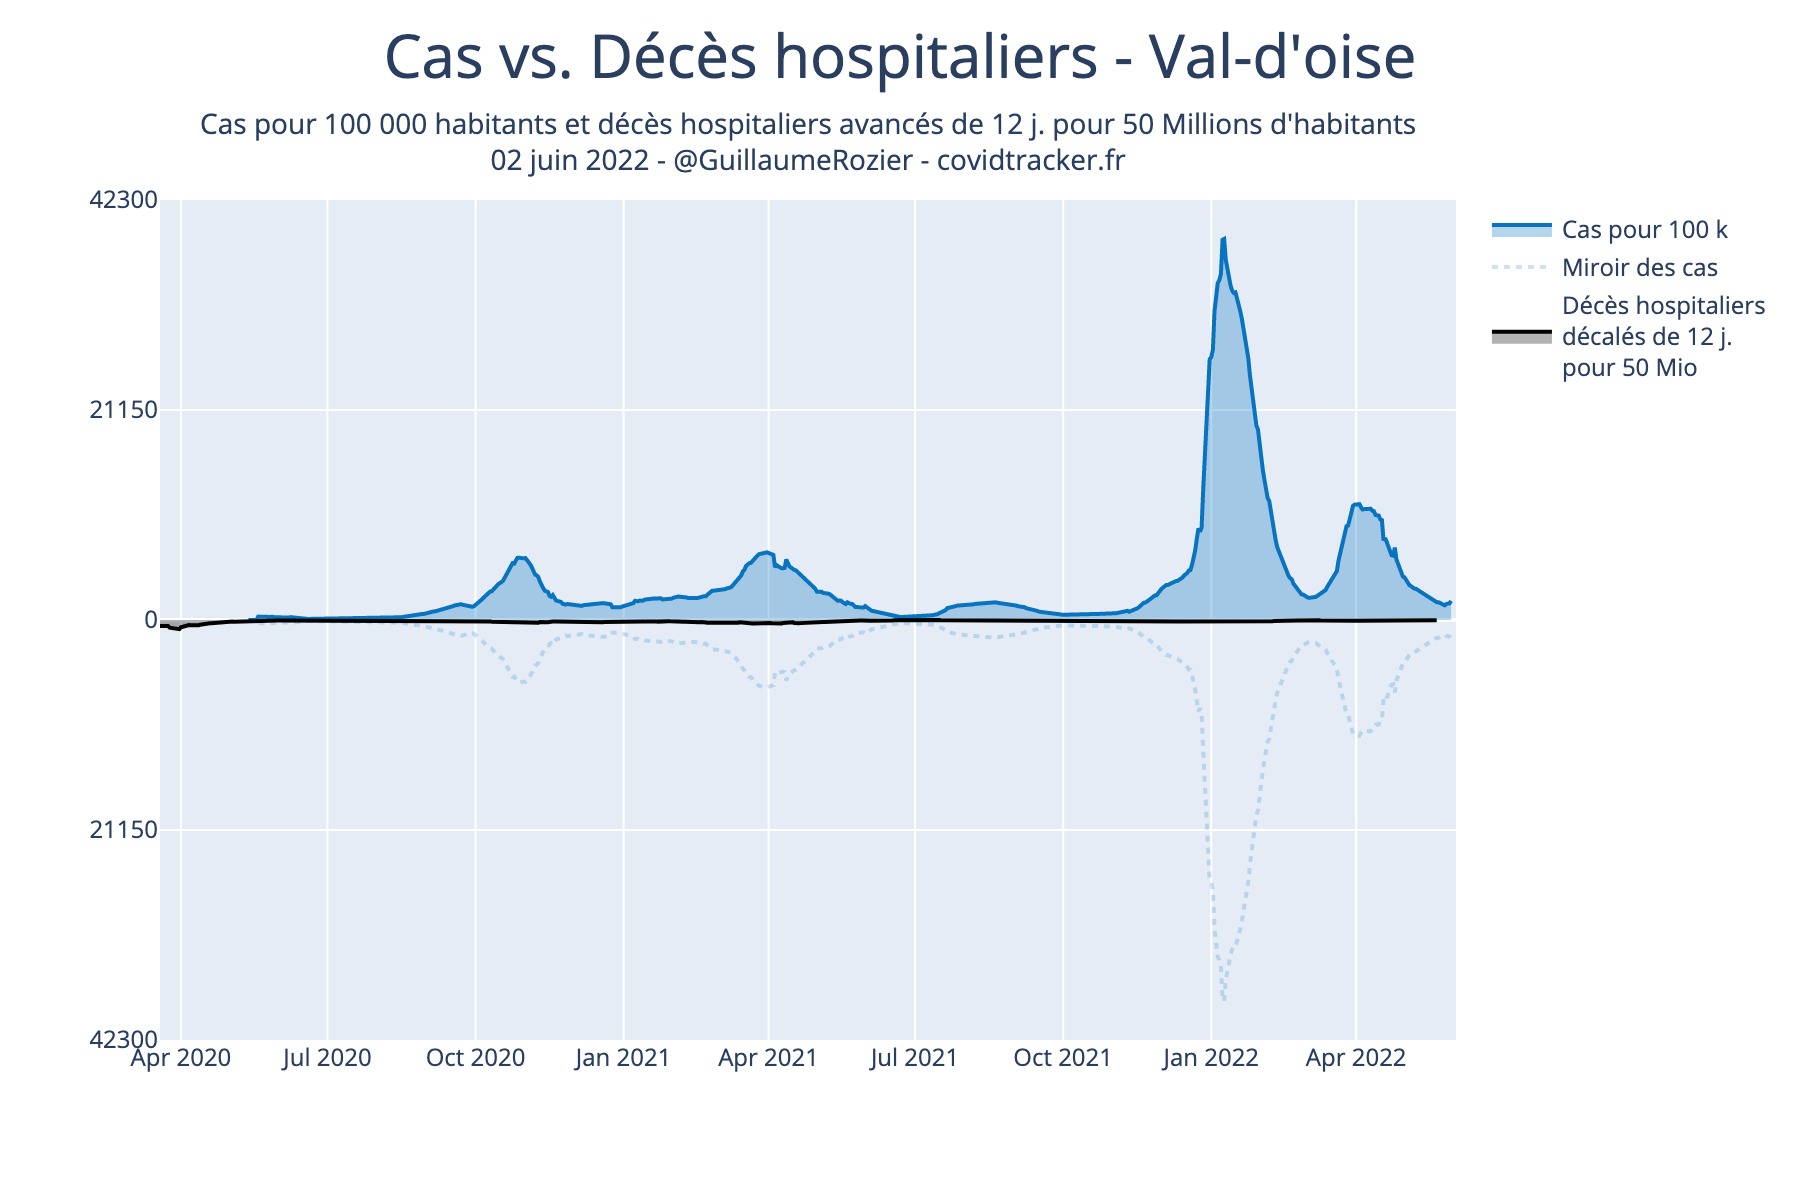 Cas vs. Décès hospitaliers - Val-d'oise
Cas pour 100 000 habitants et décès hospitaliers avancés de 12 j. pour 50 Millions d'habitants
02 juin 2022 - @GuillaumeRozier - covidtracker.fr
42300
21150
0
21150
42300
Apr 2020
Jul 2020
Oct 2020
Jan 2021
Apr 2021
Jul 2021
Oct 2021
Jan 2022
Apr 2022
Cas pour 100 k
Miroir des cas
Décès hospitaliers
décalés de 12 j.
pour 50 Mio